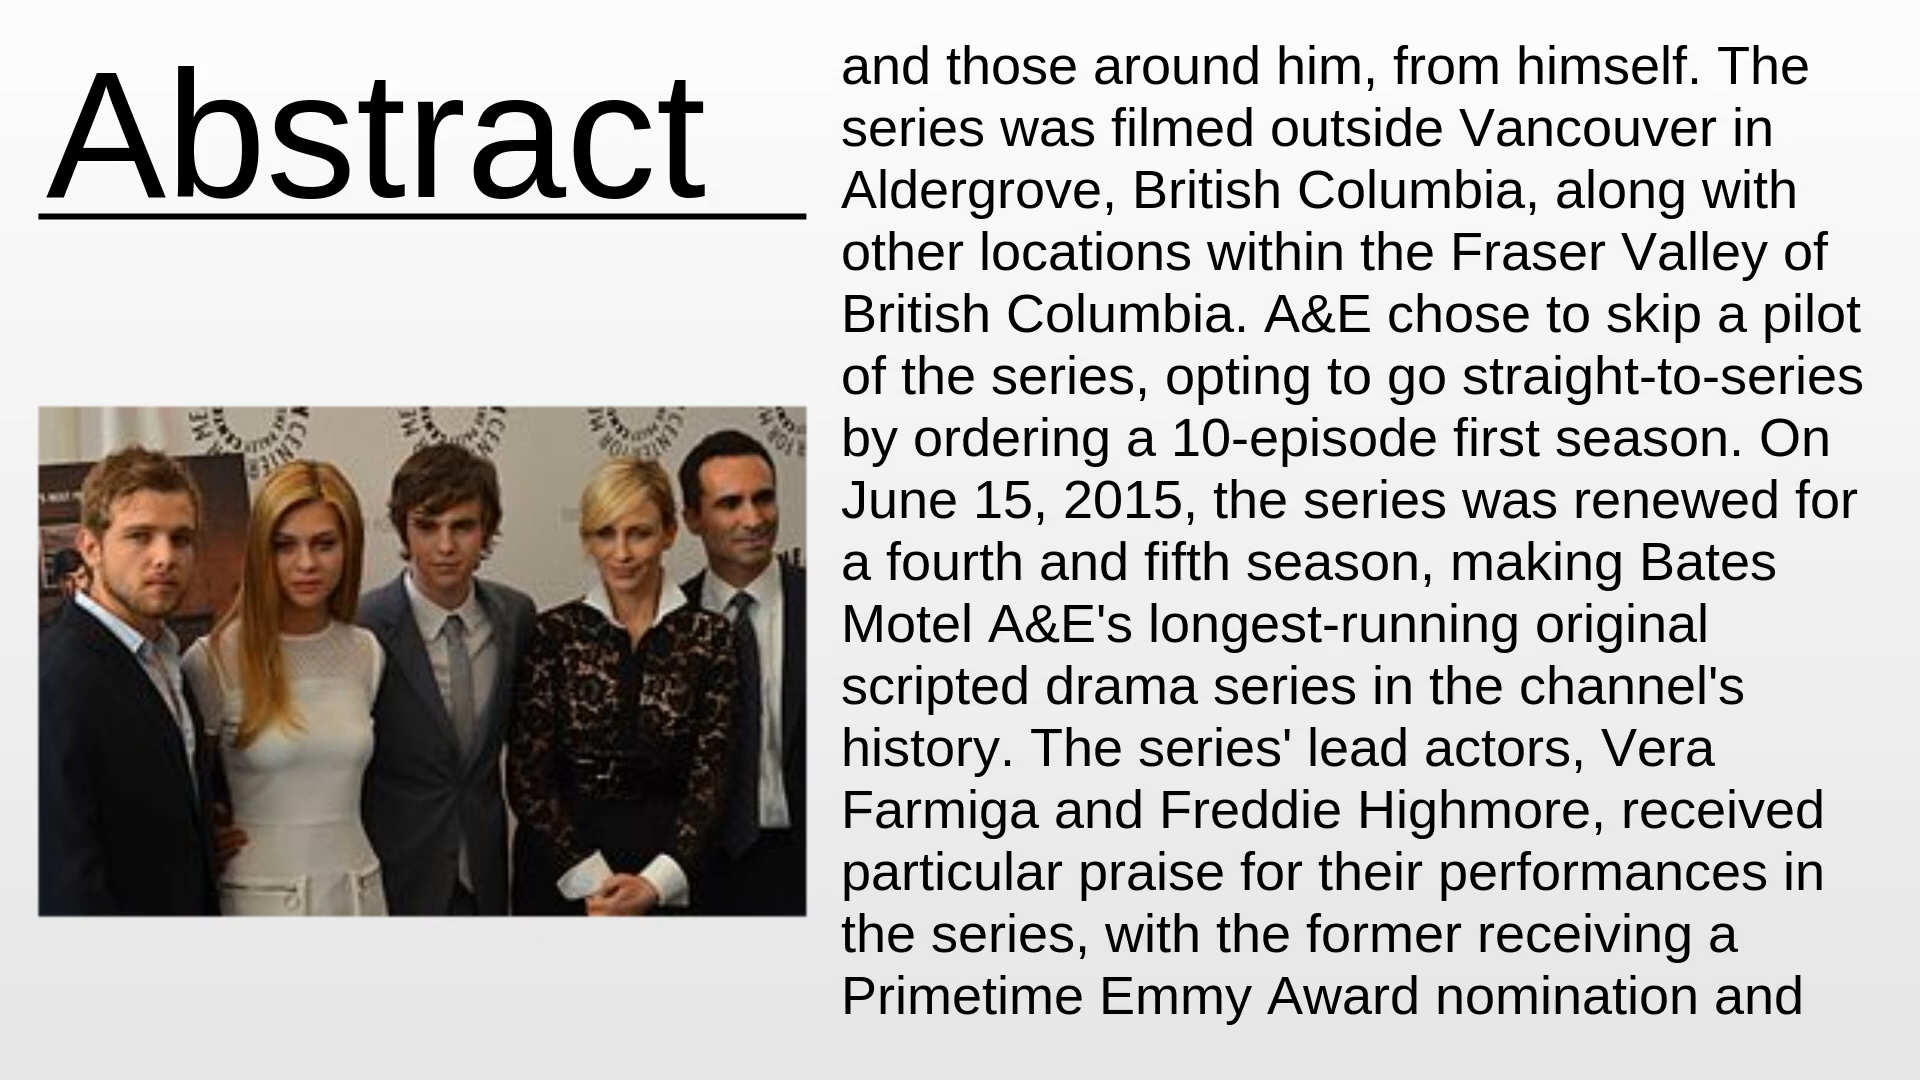 Abstract
and those around him, from himself. The
series was filmed outside Vancouver in
Aldergrove, British Columbia, along with
other locations within the Fraser Valley of
British Columbia. A&E chose to skip a pilot
of the series, opting to go straight-to-series
by ordering a 10-episode first season. On
June 15, 2015, the series was renewed for
a fourth and fifth season, making Bates
Motel A&E's longest-running original
scripted drama series in the channel's
history. The series' lead actors, Vera
Farmiga and Freddie Highmore, received
particular praise for their performances in
the series, with the former receiving a
Primetime Emmy Award nomination and